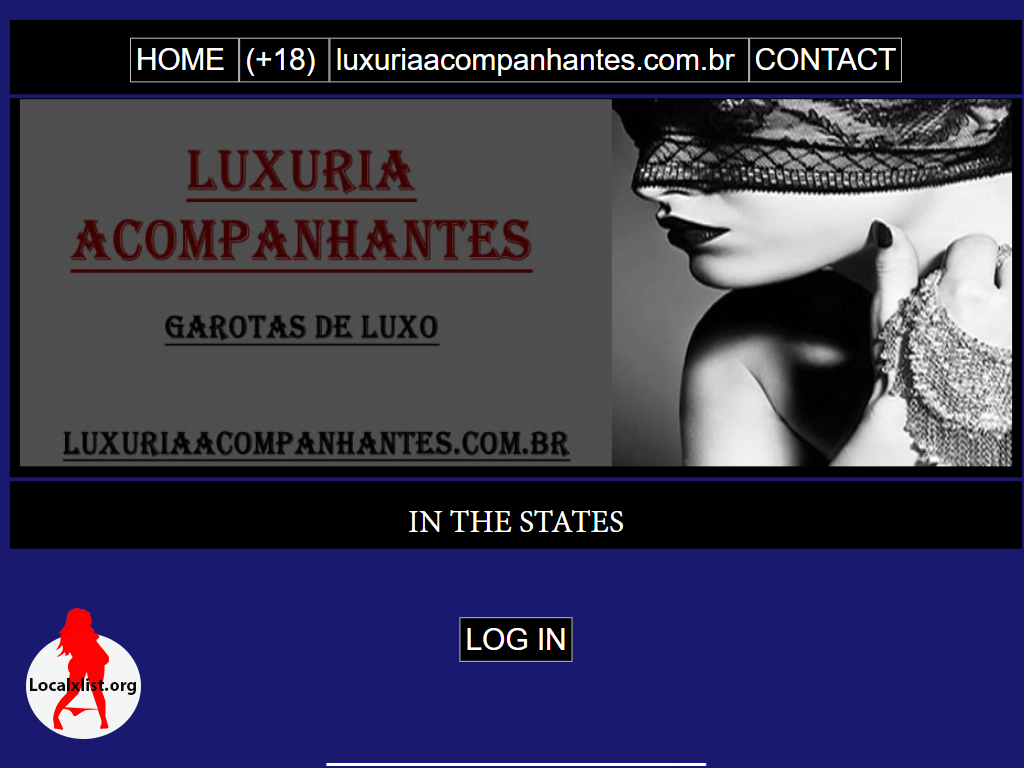 HOME (+18) luxuriaacompanhantes.com.br CONTACT
LUXURIA
ACOMPANHANTES
GAROTAS DE LUXO
LUXURIAACOMPANHANTES.COM.BR
IN THE STATES
LOG IN
Localxlist.org